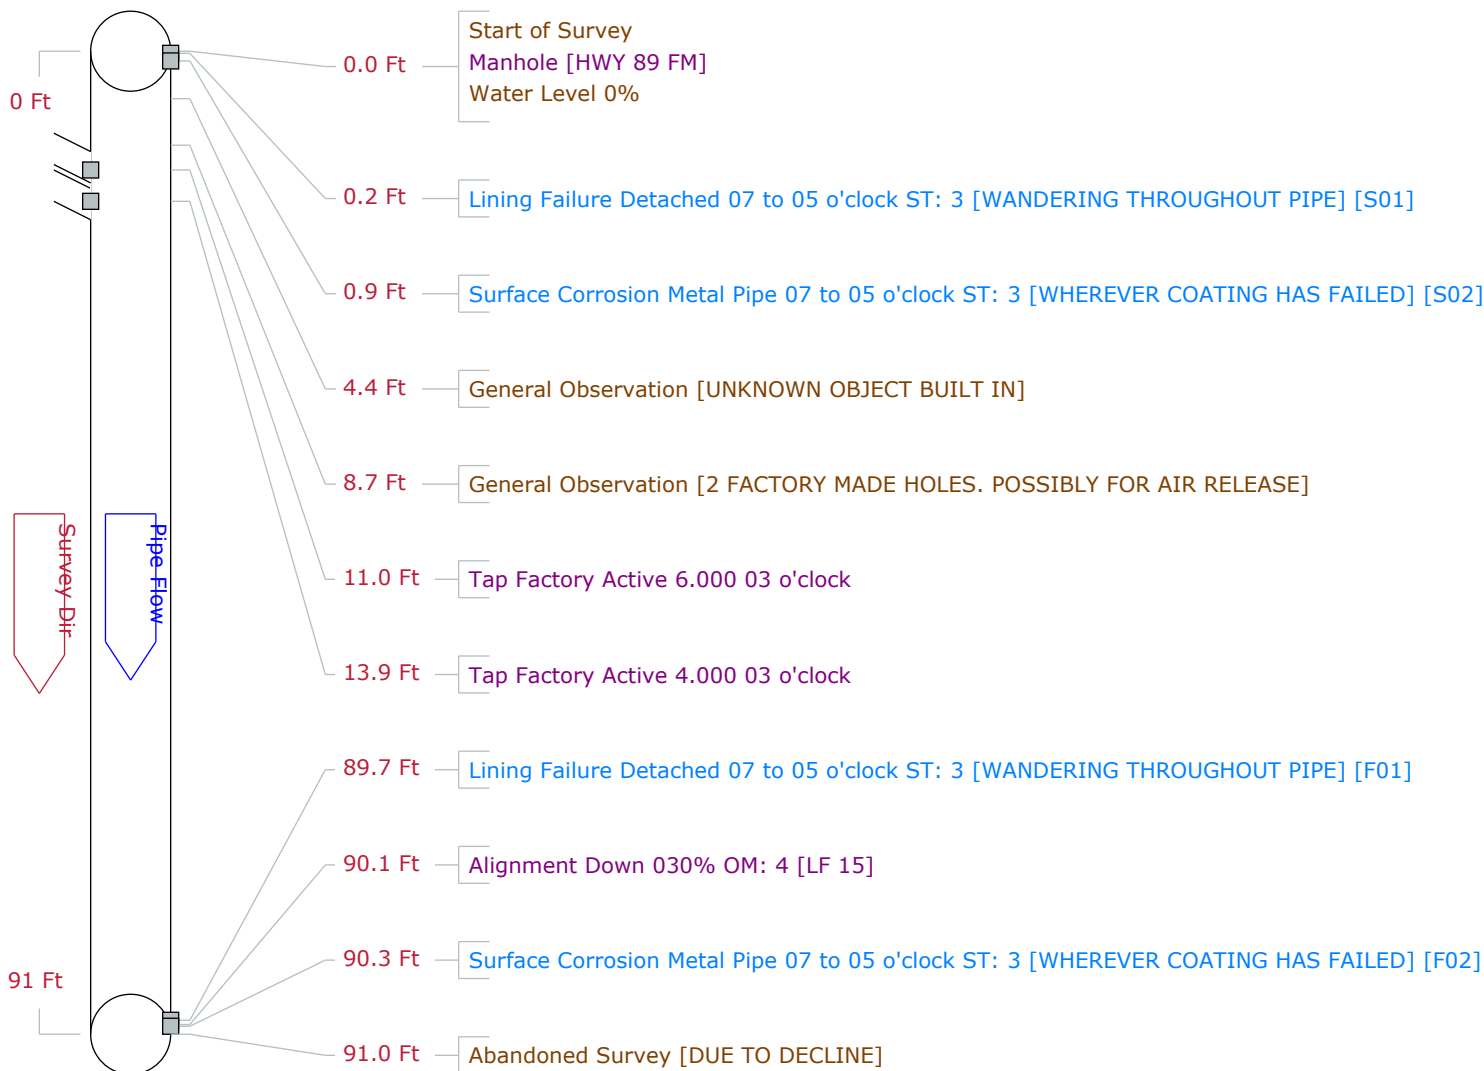 Start of Survey
0.0 Ft
Manhole [HWY 89 FM]
Water Level 0%
0 Ft
0.2 Ft
Lining Failure Detached 07 to 05 o'clock ST: 3 [WANDERING THROUGHOUT PIPE] [S01]
0.9 Ft
Surface Corrosion Metal Pipe 07 to 05 o'clock ST: 3 [WHEREVER COATING HAS FAILED] [S02]
4.4 Ft
General Observation [UNKNOWN OBJECT BUILT IN]
8.7 Ft
General Observation [2 FACTORY MADE HOLES. POSSIBLY FOR AIR RELEASE]
Survey Dir
Pipe Flow
11.0 Ft
Tap Factory Active 6.000 03 o'clock
13.9 Ft
Tap Factory Active 4.000 03 o'clock
89.7 Ft
Lining Failure Detached 07 to 05 o'clock ST: 3 [WANDERING THROUGHOUT PIPE] [F01]
90.1 Ft
Alignment Down 030% OM: 4 [LF 15]
90.3 Ft
Surface Corrosion Metal Pipe 07 to 05 o'clock ST: 3 [WHEREVER COATING HAS FAILED] [F02]
91 Ft
91.0 Ft
Abandoned Survey [DUE TO DECLINE]